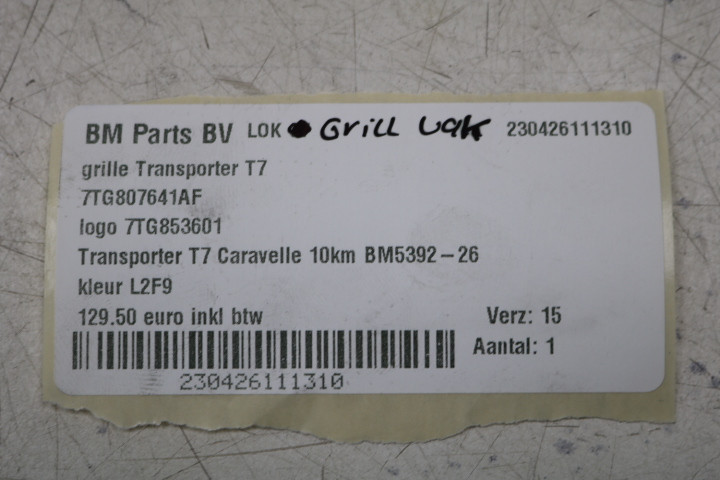 BM Parts BV LOK Grill vak 230426111310
grille Transporter T7
7TG807641AF
logo 7TG853601
Transporter T7 Caravelle 10km BM5392-26
kleur L2F9
129.50 euro inkl btw Verz: 15
Aantal: 1
230426111310